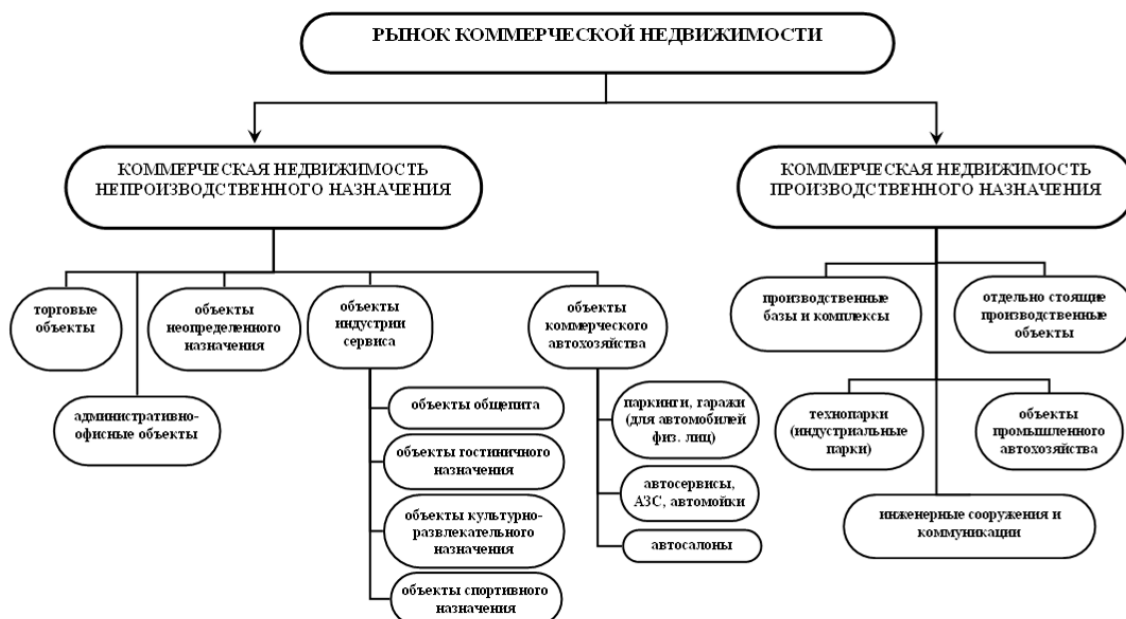 РЫНОК КОММЕРЧЕСКОЙ НЕДВИЖИМОСТИ
КОММЕРЧЕСКАЯ НЕДВИЖИМОСТЬ
НЕПРОИЗВОДСТВЕННОГО НАЗНАЧЕНИЯ
КОММЕРЧЕСКАЯ НЕДВИЖИМОСТЬ
ПРОИЗВОДСТВЕННОГО НАЗНАЧЕНИЯ
торговые
объекты
объекты
неопределенного
назначения
объекты
индустрии
сервиса
объекты
коммерческого
автохозяйства
производственные
базы и комплексы
отдельно стоящие
производственные
объекты
административно-
офисные объекты
объекты общепита
объекты гостиничного
назначения
объекты культурно-
развлекательного
назначения
объекты спортивного
назначения
паркинги, гаражи
(для автомобилей
физ. лиц)
автосервисы,
АЗС, автомойки
автосалоны
технопарки
(индустриальные
парки)
объекты
промышленного
автохозяйства
инженерные сооружения и
коммуникации